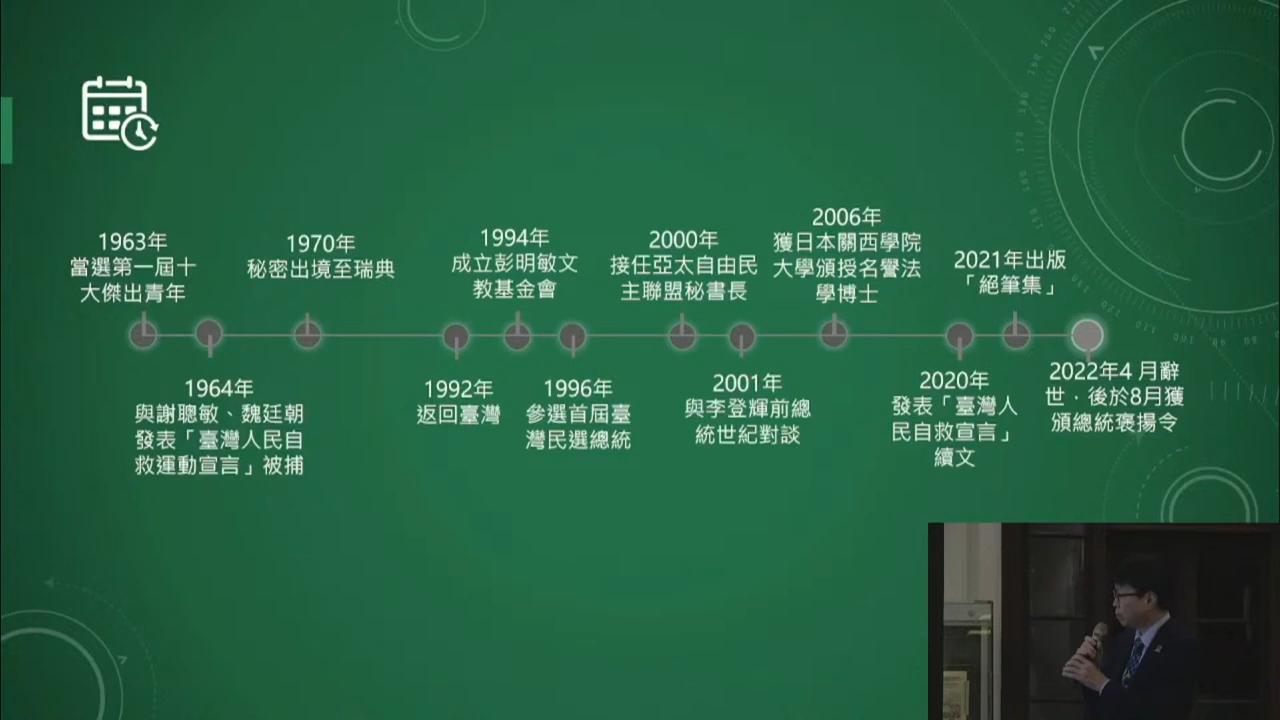 1963年
當選第一屆十
大傑出青年
1964年
與謝聰敏、魏廷朝
發表「臺灣人民自
救運動宣言」被捕
1970年
秘密出境至瑞典
1992年
返回臺灣
1994年
成立彭明敏文
教基金會
1996年
參選首屆臺
灣民選總統
2000年
接任亞太自由民
主聯盟秘書長
2001年
與李登輝前總
統世紀對談
2006年
獲日本關西學院
大學頒授名譽法
學博士
2020年
發表「臺灣人
民自救宣言」
續文
2021年出版
「絕筆集」
2022年4 月辭
世，後於8月獲
頒總統褒揚令